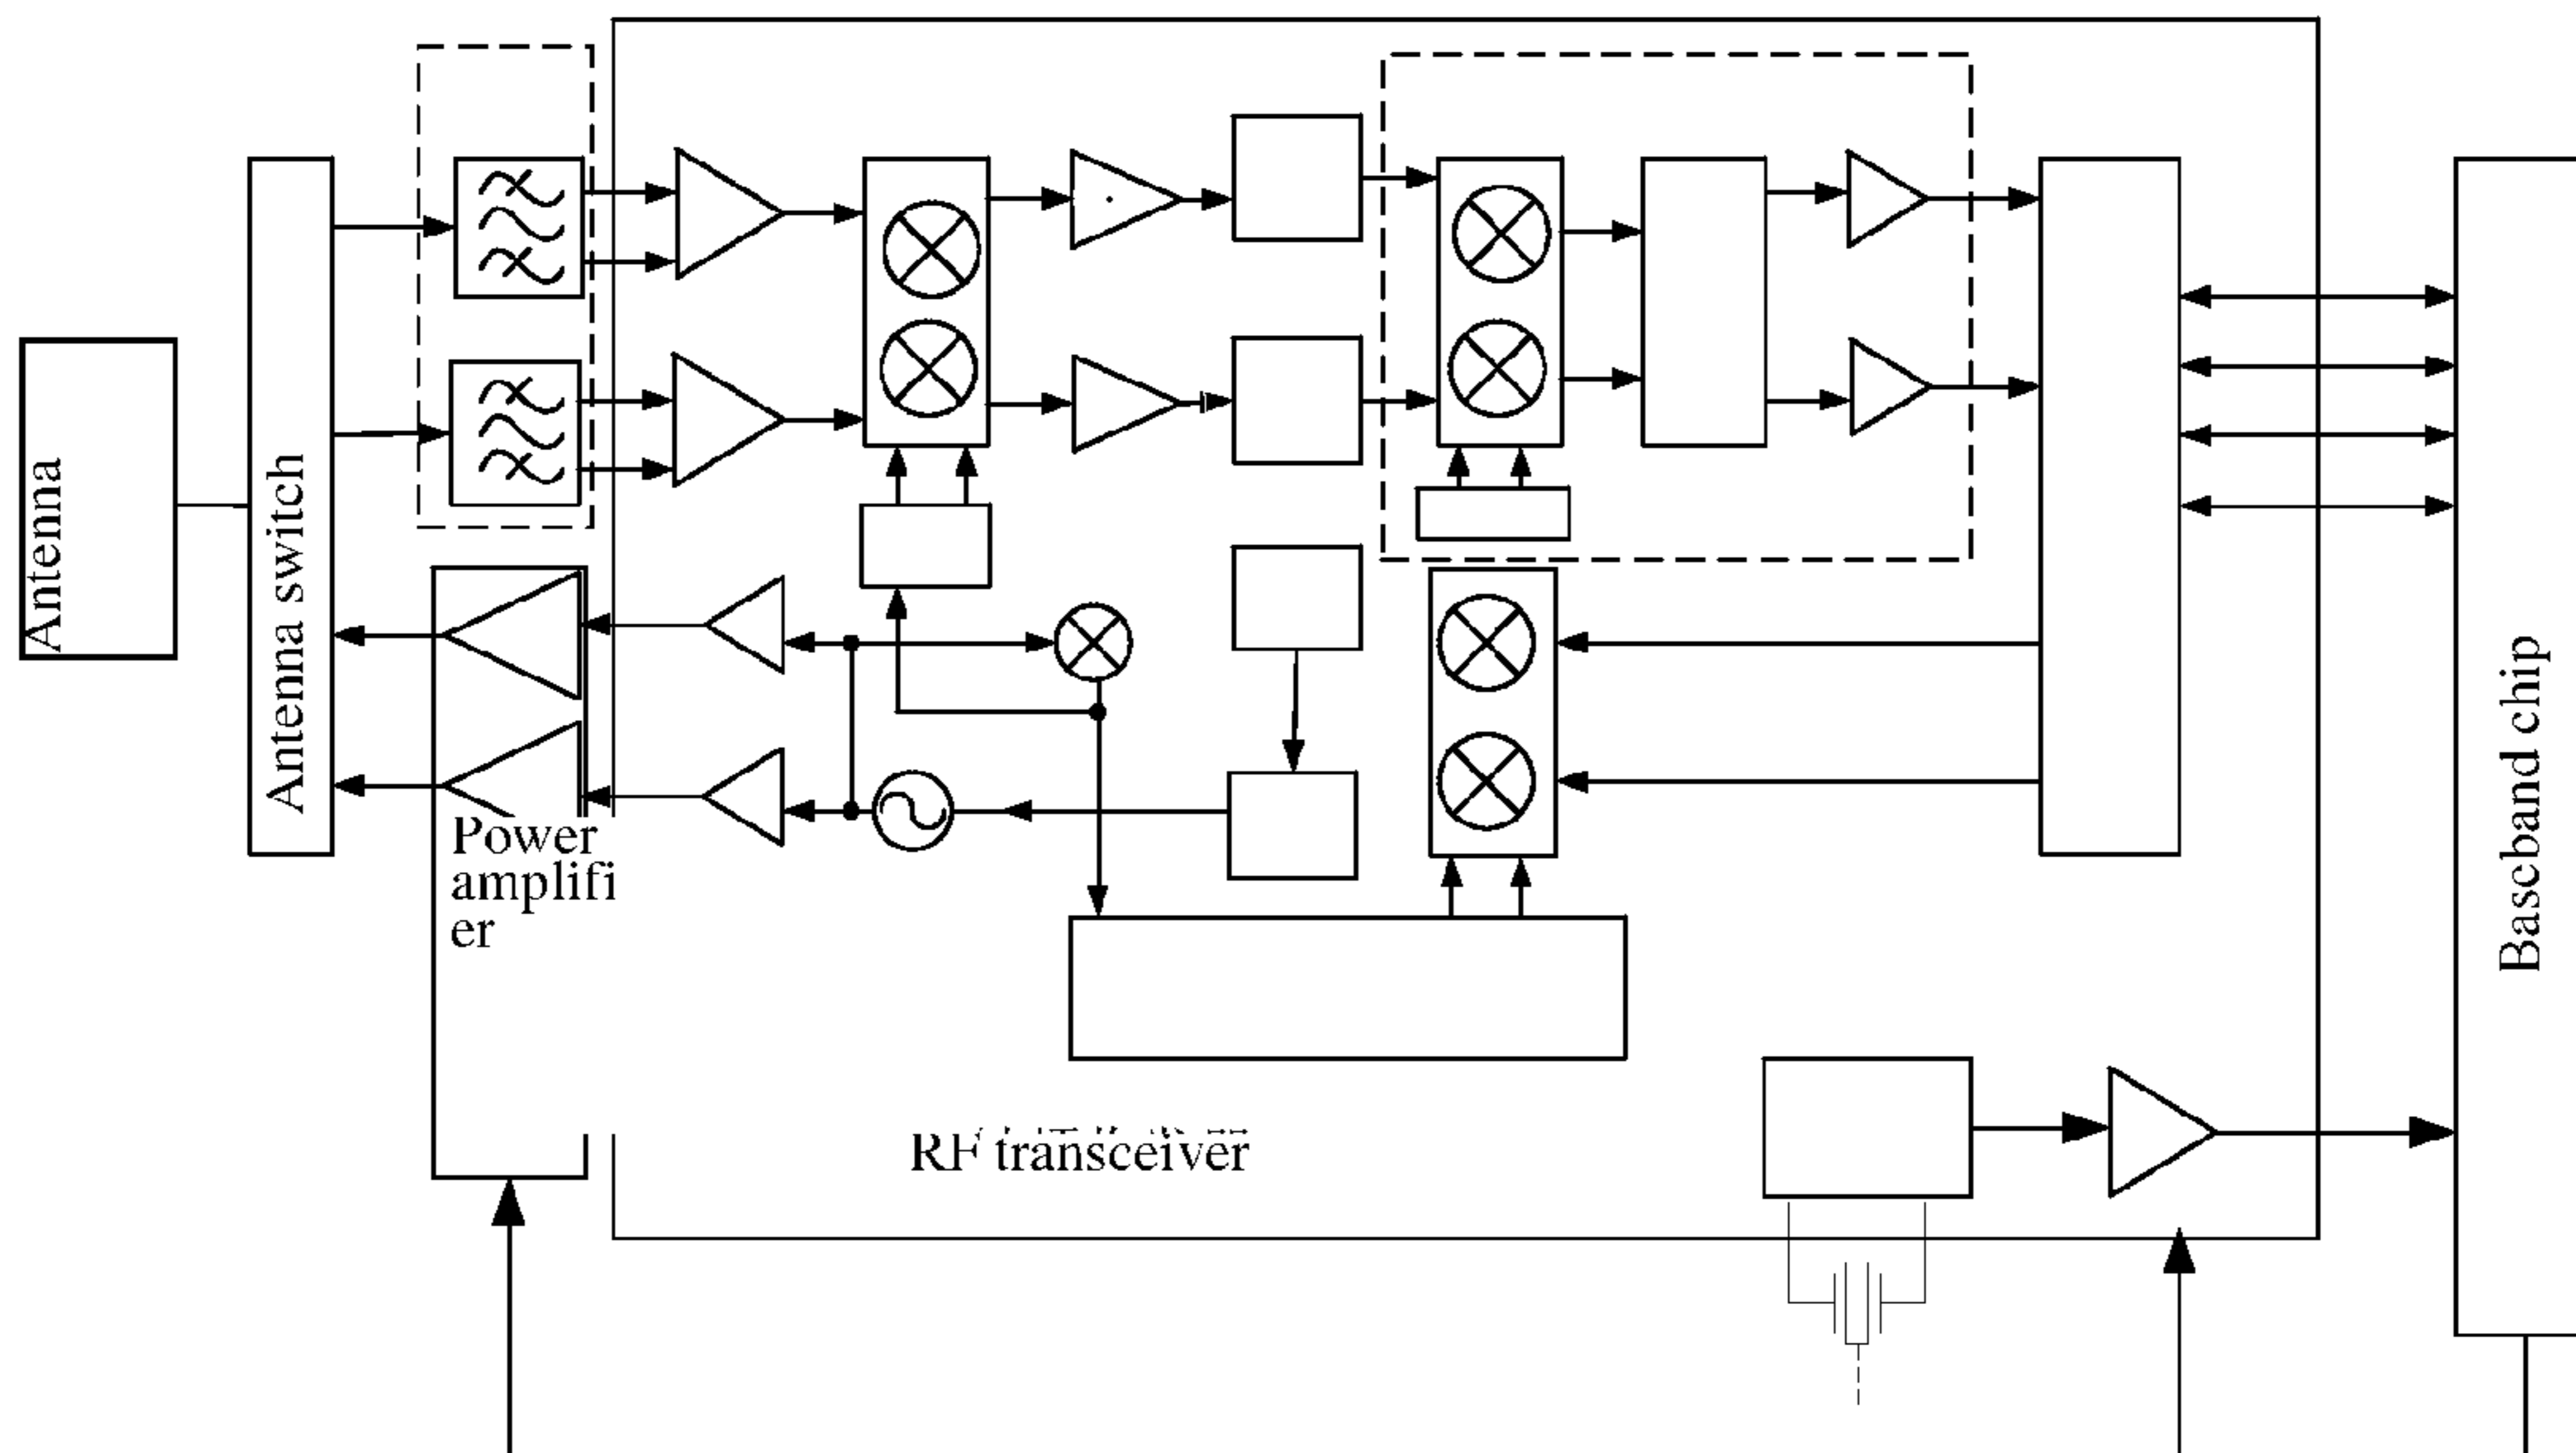 Antenna
Antenna switch
Power
amplifi
er
RF transceiver
Baseband chip